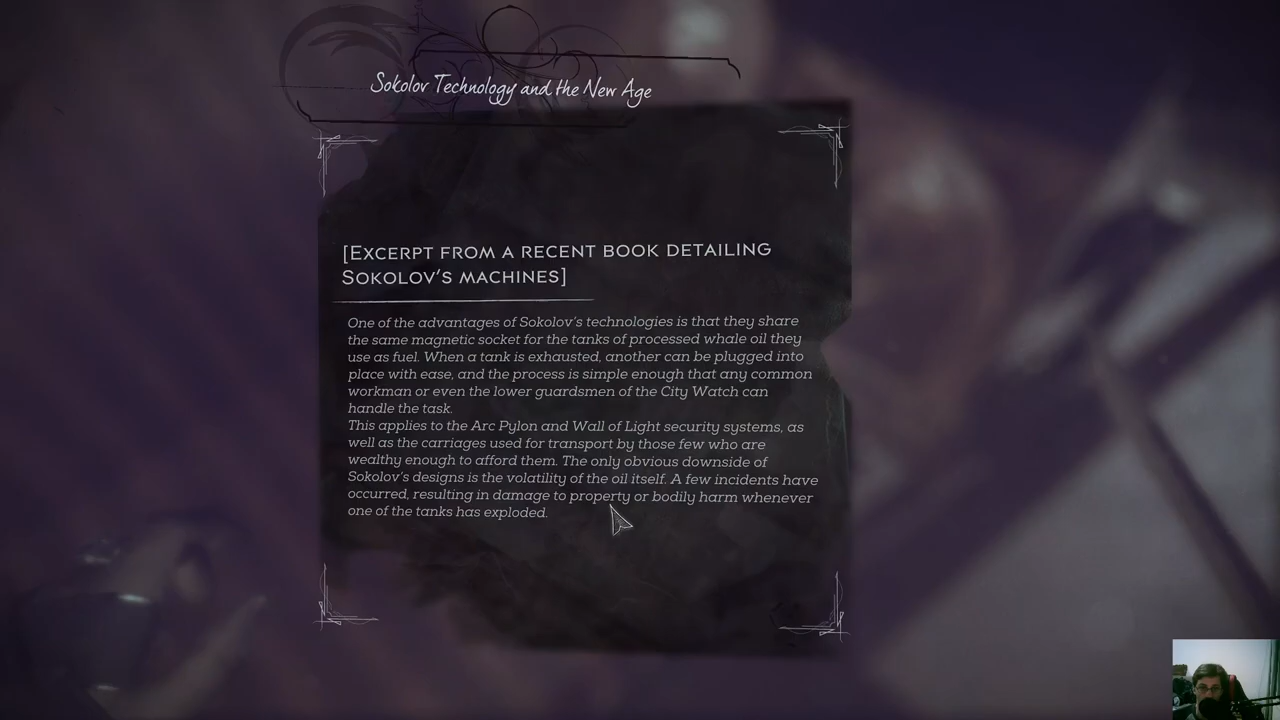 Sokolov Technology and the New Age
[Excerpt from a recent book detailing
Sokolov's machines]
One of the advantages of Sokolov's technologies is that they share
the same magnetic socket for the tanks of processed whale oil they
use as fuel. When a tank is exhausted, another can be plugged into
place with ease, and the process is simple enough that any common
workman or even the lower guardsmen of the City Watch can
handle the task.
This applies to the Arc Pylon and Wall of Light security systems, as
well as the carriages used for transport by those few who are
wealthy enough to afford them. The only obvious downside of
Sokolov's designs is the volatility of the oil itself. A few incidents have
occurred, resulting in damage to property or bodily harm whenever
one of the tanks has exploded.